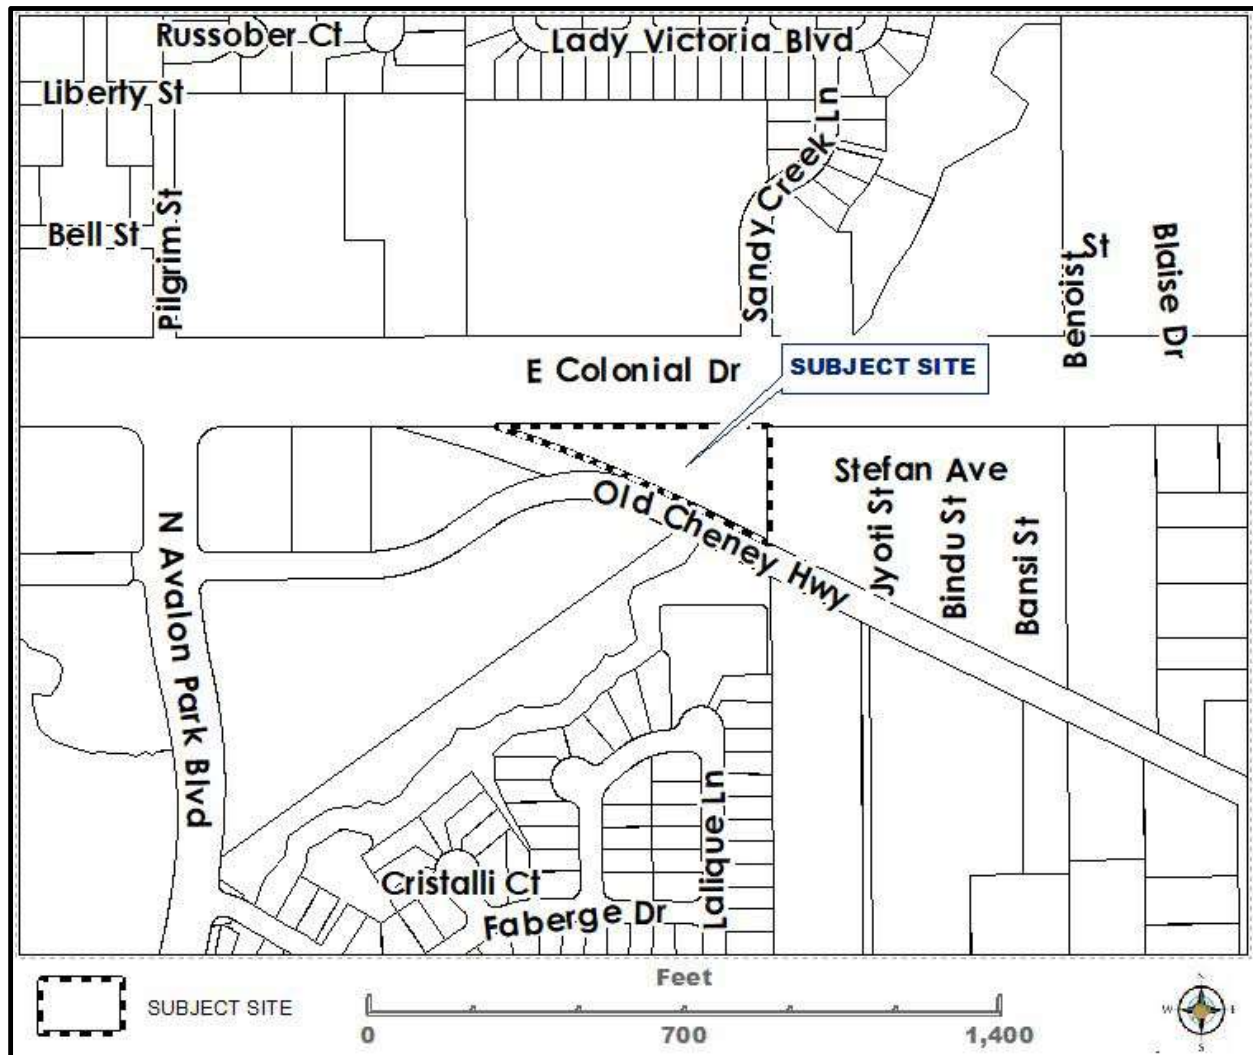 Russober Ct
Lady Victoria Blvd
Liberty St
Sandy Creek Ln
Pilgrim St
Bell St
Benoist St
Blaise Dr
E Colonial Dr
SUBJECT SITE
Stefan Ave
Old Cheney Hwy
Jyoti St
Bindu St
Bansi St
N Avalon Park Blvd
Lalique Ln
Cristalli Ct
Faberge Dr
Feet
SUBJECT SITE
0 700 1,400
N
W E
S